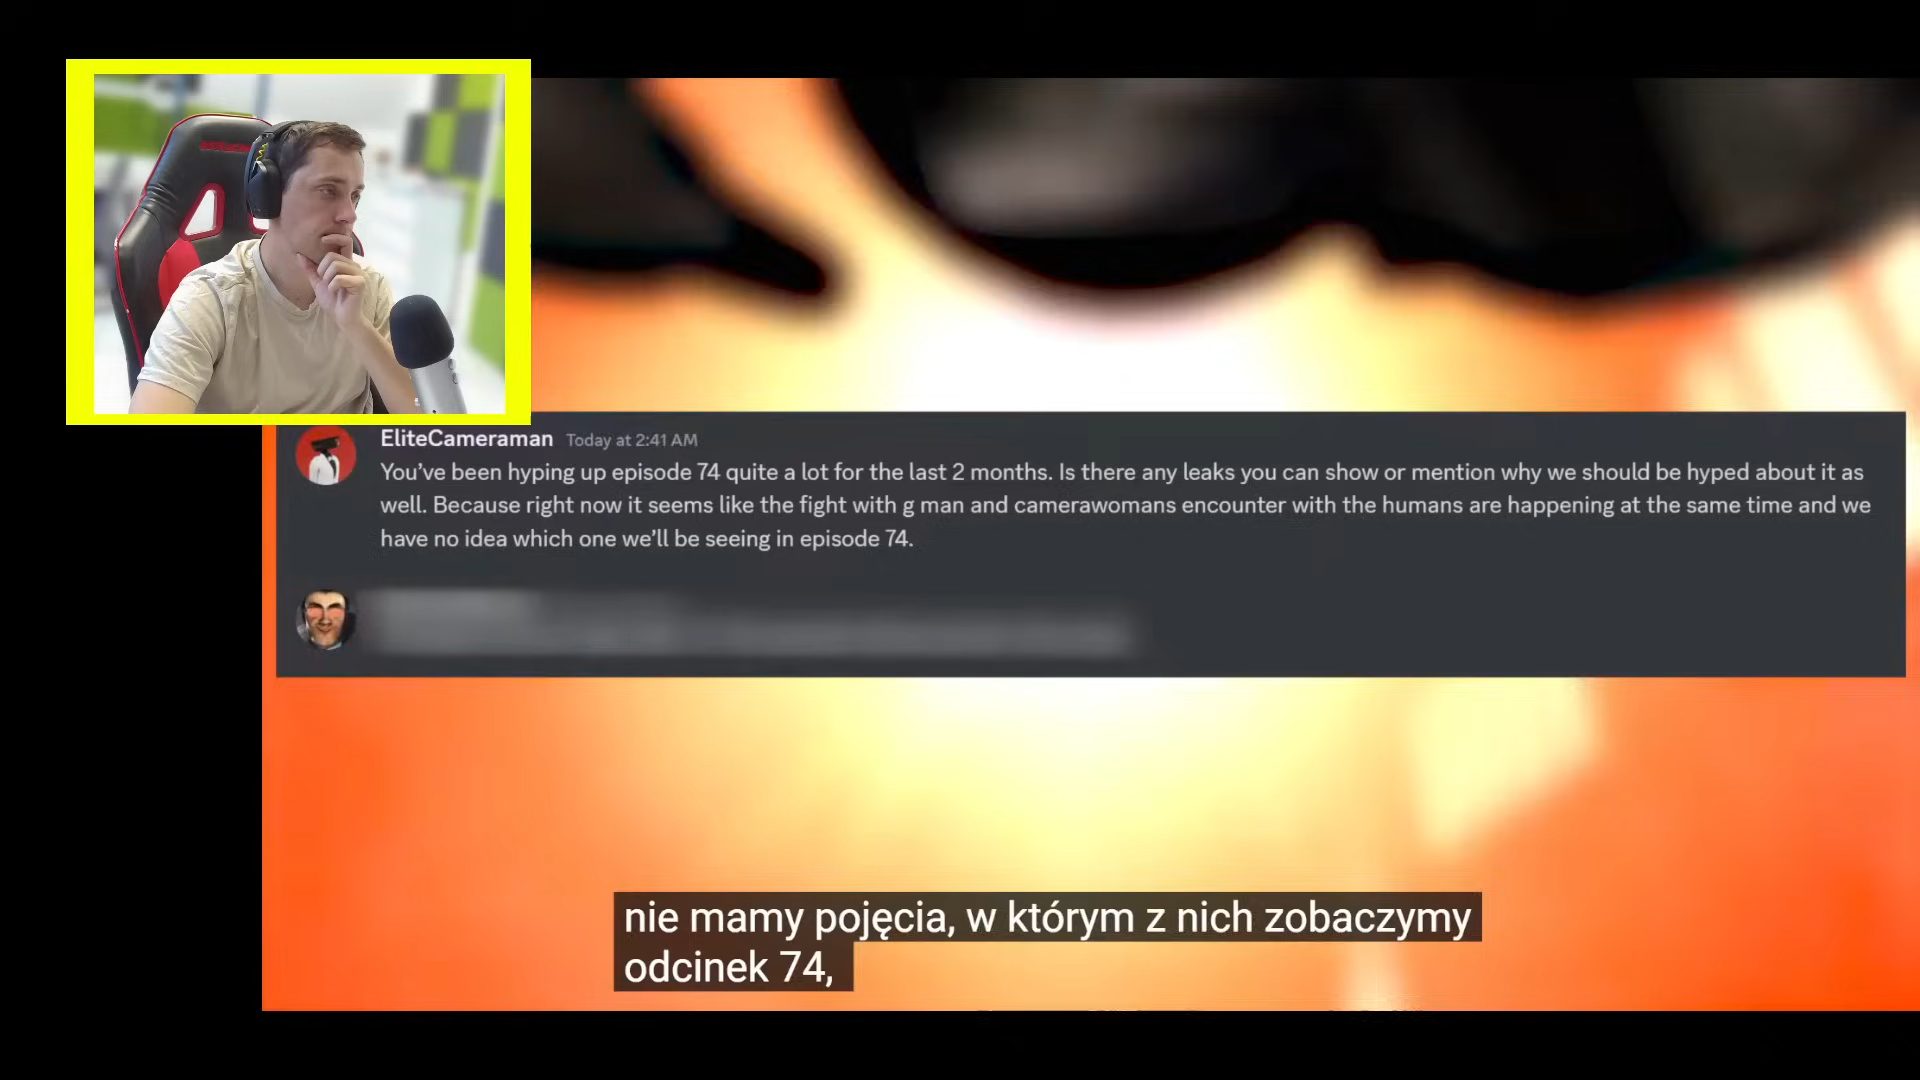 EliteCameraman Today at 2:41 AM
You've been hyping up episode 74 quite a lot for the last 2 months. Is there any leaks you can show or mention why we should be hyped about it as
well. Because right now it seems like the fight with g man and camerawomans encounter with the humans are happening at the same time and we
have no idea which one we'll be seeing in episode 74.
nie mamy pojęcia, w którym z nich zobaczymy
odcinek 74,